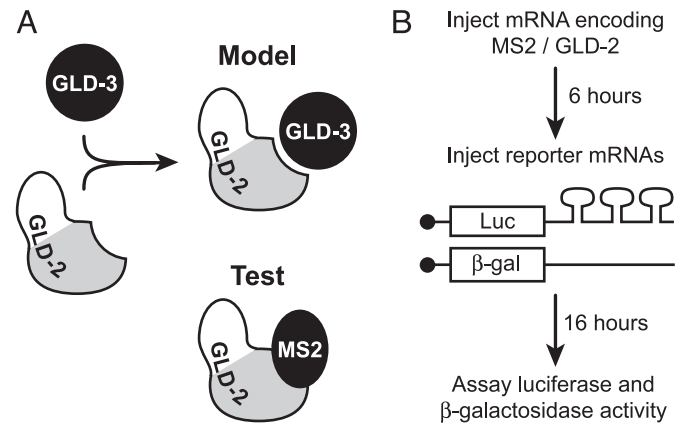 A
GLD-3
GLD-2
Model
GLD-3
GLD-2
Test
MS2
GLD-2
B
Inject mRNA encoding
MS2 / GLD-2
6 hours
Inject reporter mRNAs
Luc
β-gal
16 hours
Assay luciferase and
β-galactosidase activity